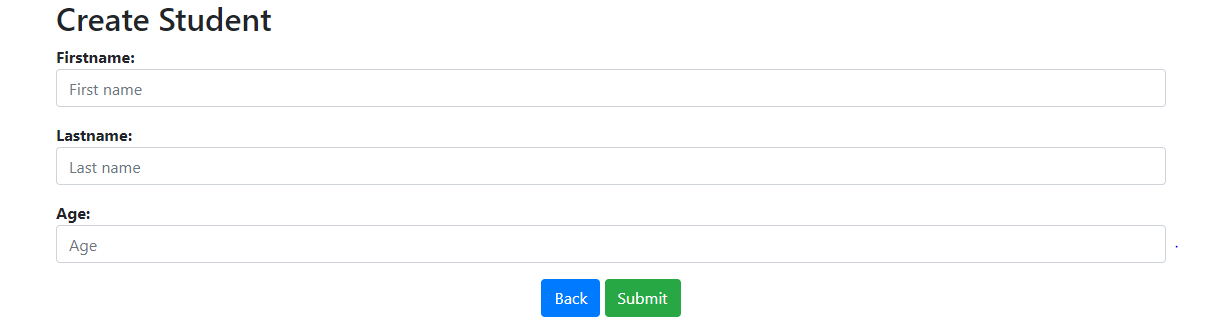 Create Student
Firstname:
First name
Lastname:
Last name
Age:
Age
Back Submit